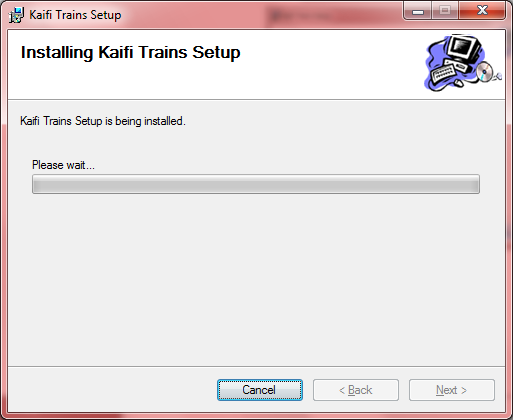 Kaifi Trains Setup
Installing Kaifi Trains Setup
Kaifi Trains Setup is being installed.
Please wait...
Cancel
< Back
Next >